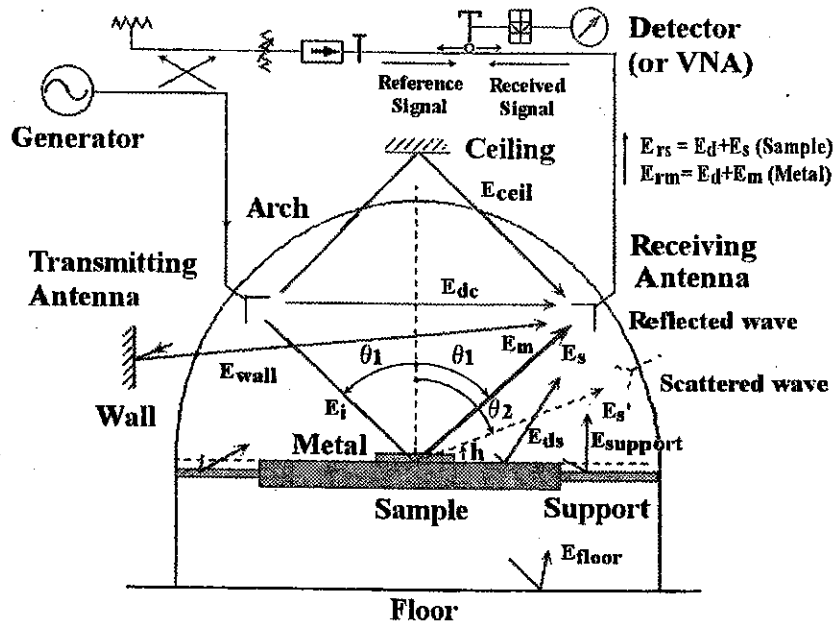 Detector
(or VNA)
Reference
Signal
Received
Signal
Generator
Ceiling
E_rs = E_d+E_s (Sample)
E_rm= E_d+E_m (Metal)
E_ceil
Arch
Transmitting
Antenna
Receiving
Antenna
E_dc
Reflected wave
E_wall
θ1
θ1
E_m
E_s
Wall
Scattered wave
E_i
θ2
E_s'
E_ds
E_support
Metal
h
Sample
Support
E_floor
Floor